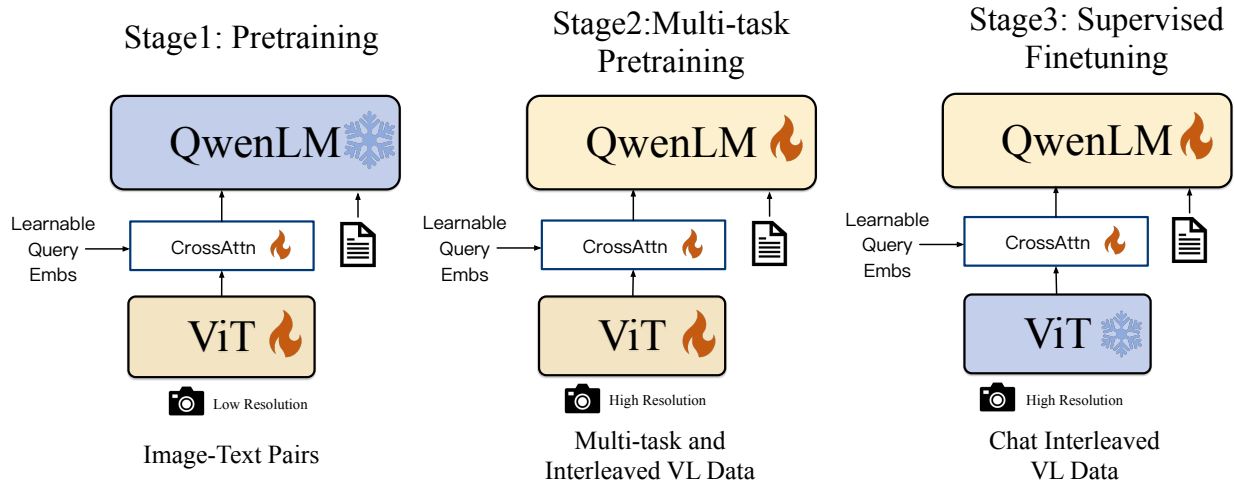 Stage1: Pretraining
QwenLM
Learnable
Query
Embs
CrossAttn
ViT
Low Resolution
Image-Text Pairs
Stage2:Multi-task
Pretraining
QwenLM
Learnable
Query
Embs
CrossAttn
ViT
High Resolution
Multi-task and
Interleaved VL Data
Stage3: Supervised
Finetuning
QwenLM
Learnable
Query
Embs
CrossAttn
ViT
High Resolution
Chat Interleaved
VL Data